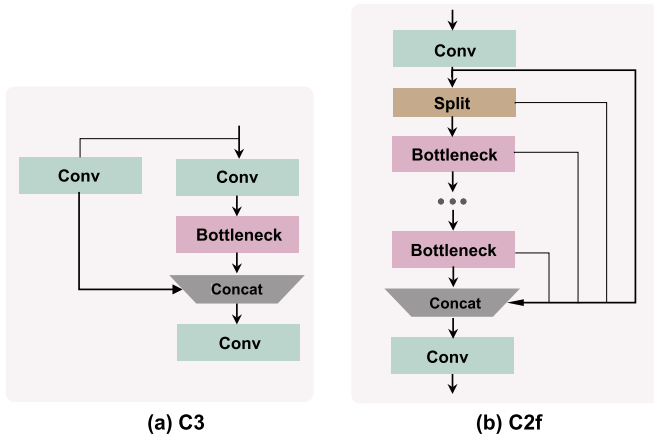 Conv
Conv
Bottleneck
Concat
Conv
(a) C3
Conv
Split
Bottleneck
Bottleneck
Concat
Conv
(b) C2f